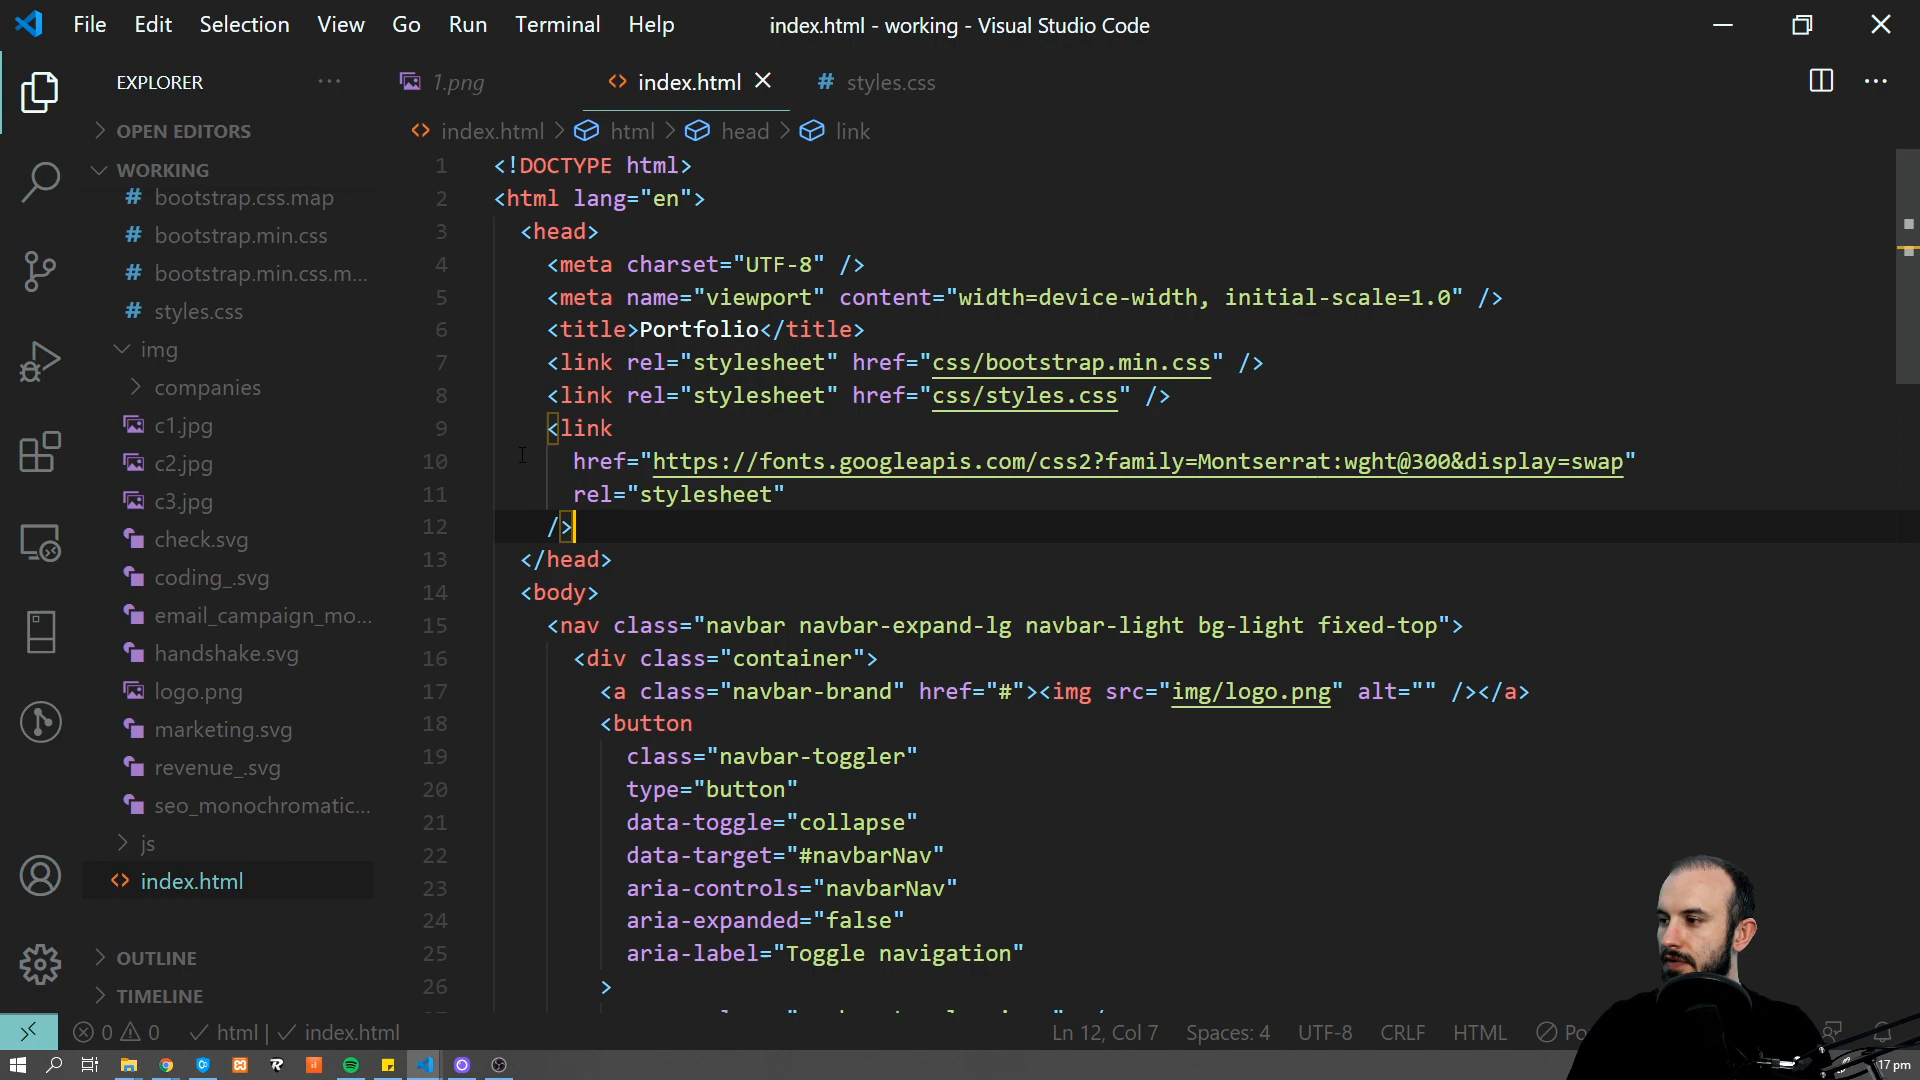 File Edit Selection View Go Run Terminal Help
index.html - working - Visual Studio Code
EXPLORER ···
1.png
index.html
# styles.css
index.html > html > head > link
OPEN EDITORS
WORKING
# bootstrap.css.map
# bootstrap.min.css
# bootstrap.min.css.m...
# styles.css
img
companies
c1.jpg
c2.jpg
c3.jpg
check.svg
coding_.svg
email_campaign_mo...
handshake.svg
logo.png
marketing.svg
revenue_.svg
seo_monochromatic...
js
index.html
OUTLINE
TIMELINE
1 <!DOCTYPE html>
2 <html lang="en">
3 <head>
4 <meta charset="UTF-8" />
5 <meta name="viewport" content="width=device-width, initial-scale=1.0" />
6 <title>Portfolio</title>
7 <link rel="stylesheet" href="css/bootstrap.min.css" />
8 <link rel="stylesheet" href="css/styles.css" />
9 <link
10 href="https://fonts.googleapis.com/css2?family=Montserrat:wght@300&display=swap"
11 rel="stylesheet"
12 />
13 </head>
14 <body>
15 <nav class="navbar navbar-expand-lg navbar-light bg-light fixed-top">
16 <div class="container">
17 <a class="navbar-brand" href="#"><img src="img/logo.png" alt="" /></a>
18 <button
19 class="navbar-toggler"
20 type="button"
21 data-toggle="collapse"
22 data-target="#navbarNav"
23 aria-controls="navbarNav"
24 aria-expanded="false"
25 aria-label="Toggle navigation"
26 >
0 0 html | index.html
Ln 12, Col 7 Spaces: 4 UTF-8 CRLF HTML
17 pm